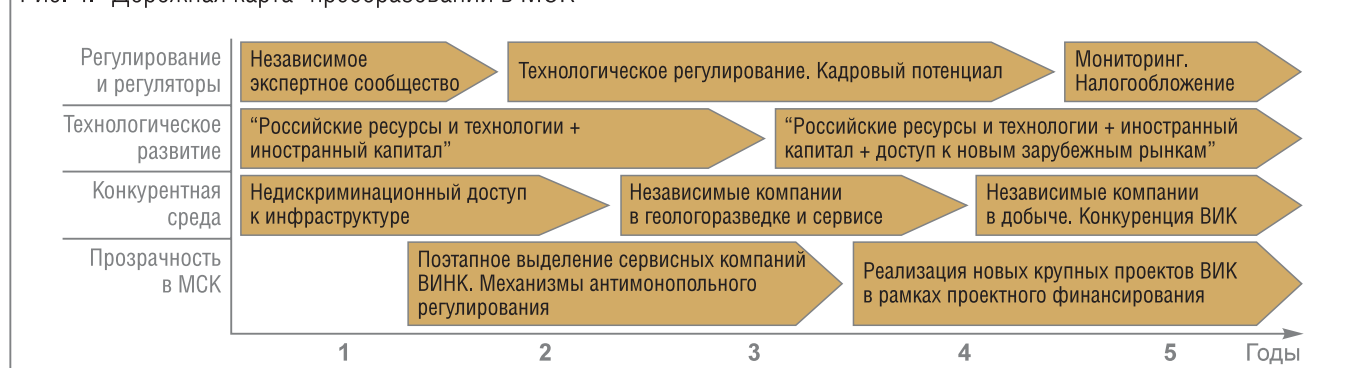 Регулирование
и регуляторы
Независимое
экспертное сообщество
Технологическое регулирование. Кадровый потенциал
Мониторинг.
Налогообложение
Технологическое
развитие
“Российские ресурсы и технологии +
иностранный капитал”
“Российские ресурсы и технологии + иностранный
капитал + доступ к новым зарубежным рынкам”
Конкурентная
среда
Недискриминационный доступ
к инфраструктуре
Независимые компании
в геологоразведке и сервисе
Независимые компании
в добыче. Конкуренция ВИК
Прозрачность
в МСК
Поэтапное выделение сервисных компаний
ВИНК. Механизмы антимонопольного
регулирования
Реализация новых крупных проектов ВИК
в рамках проектного финансирования
1 2 3 4 5 Годы